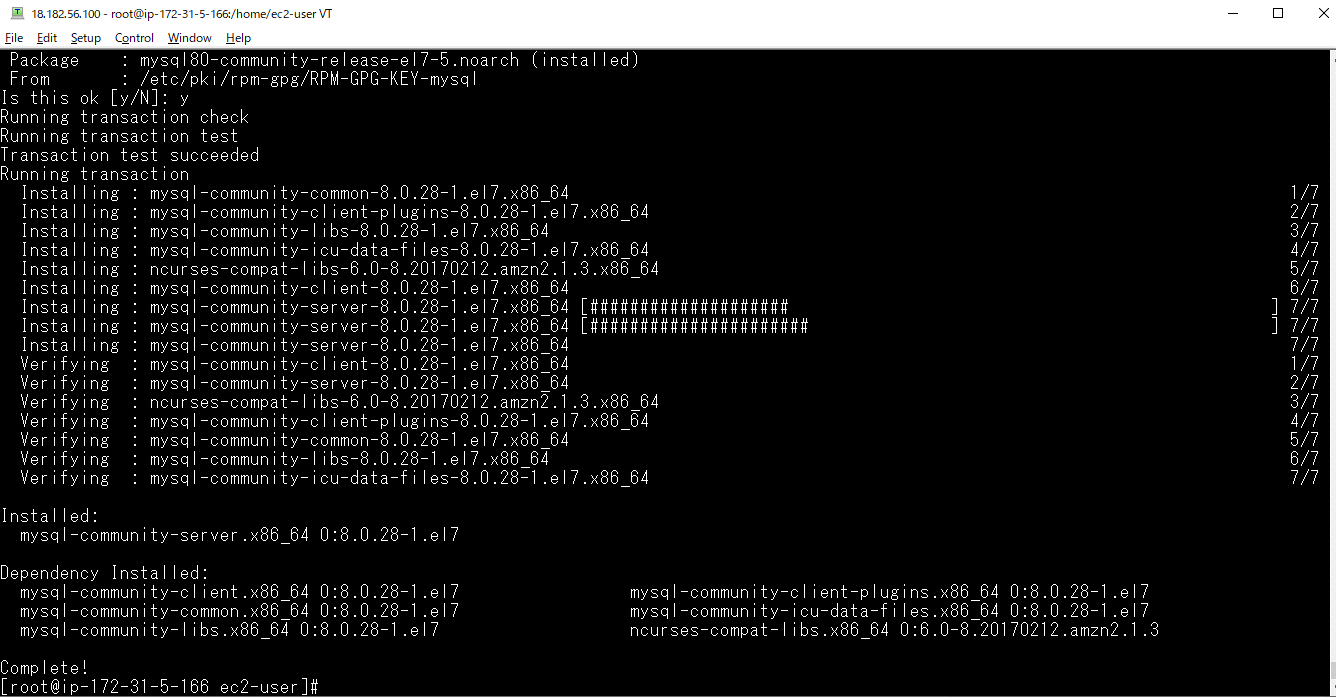 18.182.56.100 - root@ip-172-31-5-166:/home/ec2-user VT
File Edit Setup Control Window Help
Package : mysql80-community-release-el7-5.noarch (installed)
From : /etc/pki/rpm-gpg/RPM-GPG-KEY-mysql
Is this ok [y/N]: y
Running transaction check
Running transaction test
Transaction test succeeded
Running transaction
Installing : mysql-community-common-8.0.28-1.el7.x86_64 1/7
Installing : mysql-community-client-plugins-8.0.28-1.el7.x86_64 2/7
Installing : mysql-community-libs-8.0.28-1.el7.x86_64 3/7
Installing : mysql-community-icu-data-files-8.0.28-1.el7.x86_64 4/7
Installing : ncurses-compat-libs-6.0-8.20170212.amzn2.1.3.x86_64 5/7
Installing : mysql-community-client-8.0.28-1.el7.x86_64 6/7
Installing : mysql-community-server-8.0.28-1.el7.x86_64 [#################### ] 7/7
Installing : mysql-community-server-8.0.28-1.el7.x86_64 [###################### ] 7/7
Installing : mysql-community-server-8.0.28-1.el7.x86_64 7/7
Verifying : mysql-community-client-8.0.28-1.el7.x86_64 1/7
Verifying : mysql-community-server-8.0.28-1.el7.x86_64 2/7
Verifying : ncurses-compat-libs-6.0-8.20170212.amzn2.1.3.x86_64 3/7
Verifying : mysql-community-client-plugins-8.0.28-1.el7.x86_64 4/7
Verifying : mysql-community-common-8.0.28-1.el7.x86_64 5/7
Verifying : mysql-community-libs-8.0.28-1.el7.x86_64 6/7
Verifying : mysql-community-icu-data-files-8.0.28-1.el7.x86_64 7/7
Installed:
mysql-community-server.x86_64 0:8.0.28-1.el7
Dependency Installed:
mysql-community-client.x86_64 0:8.0.28-1.el7 mysql-community-client-plugins.x86_64 0:8.0.28-1.el7
mysql-community-common.x86_64 0:8.0.28-1.el7 mysql-community-icu-data-files.x86_64 0:8.0.28-1.el7
mysql-community-libs.x86_64 0:8.0.28-1.el7 ncurses-compat-libs.x86_64 0:6.0-8.20170212.amzn2.1.3
Complete!
[root@ip-172-31-5-166 ec2-user]#